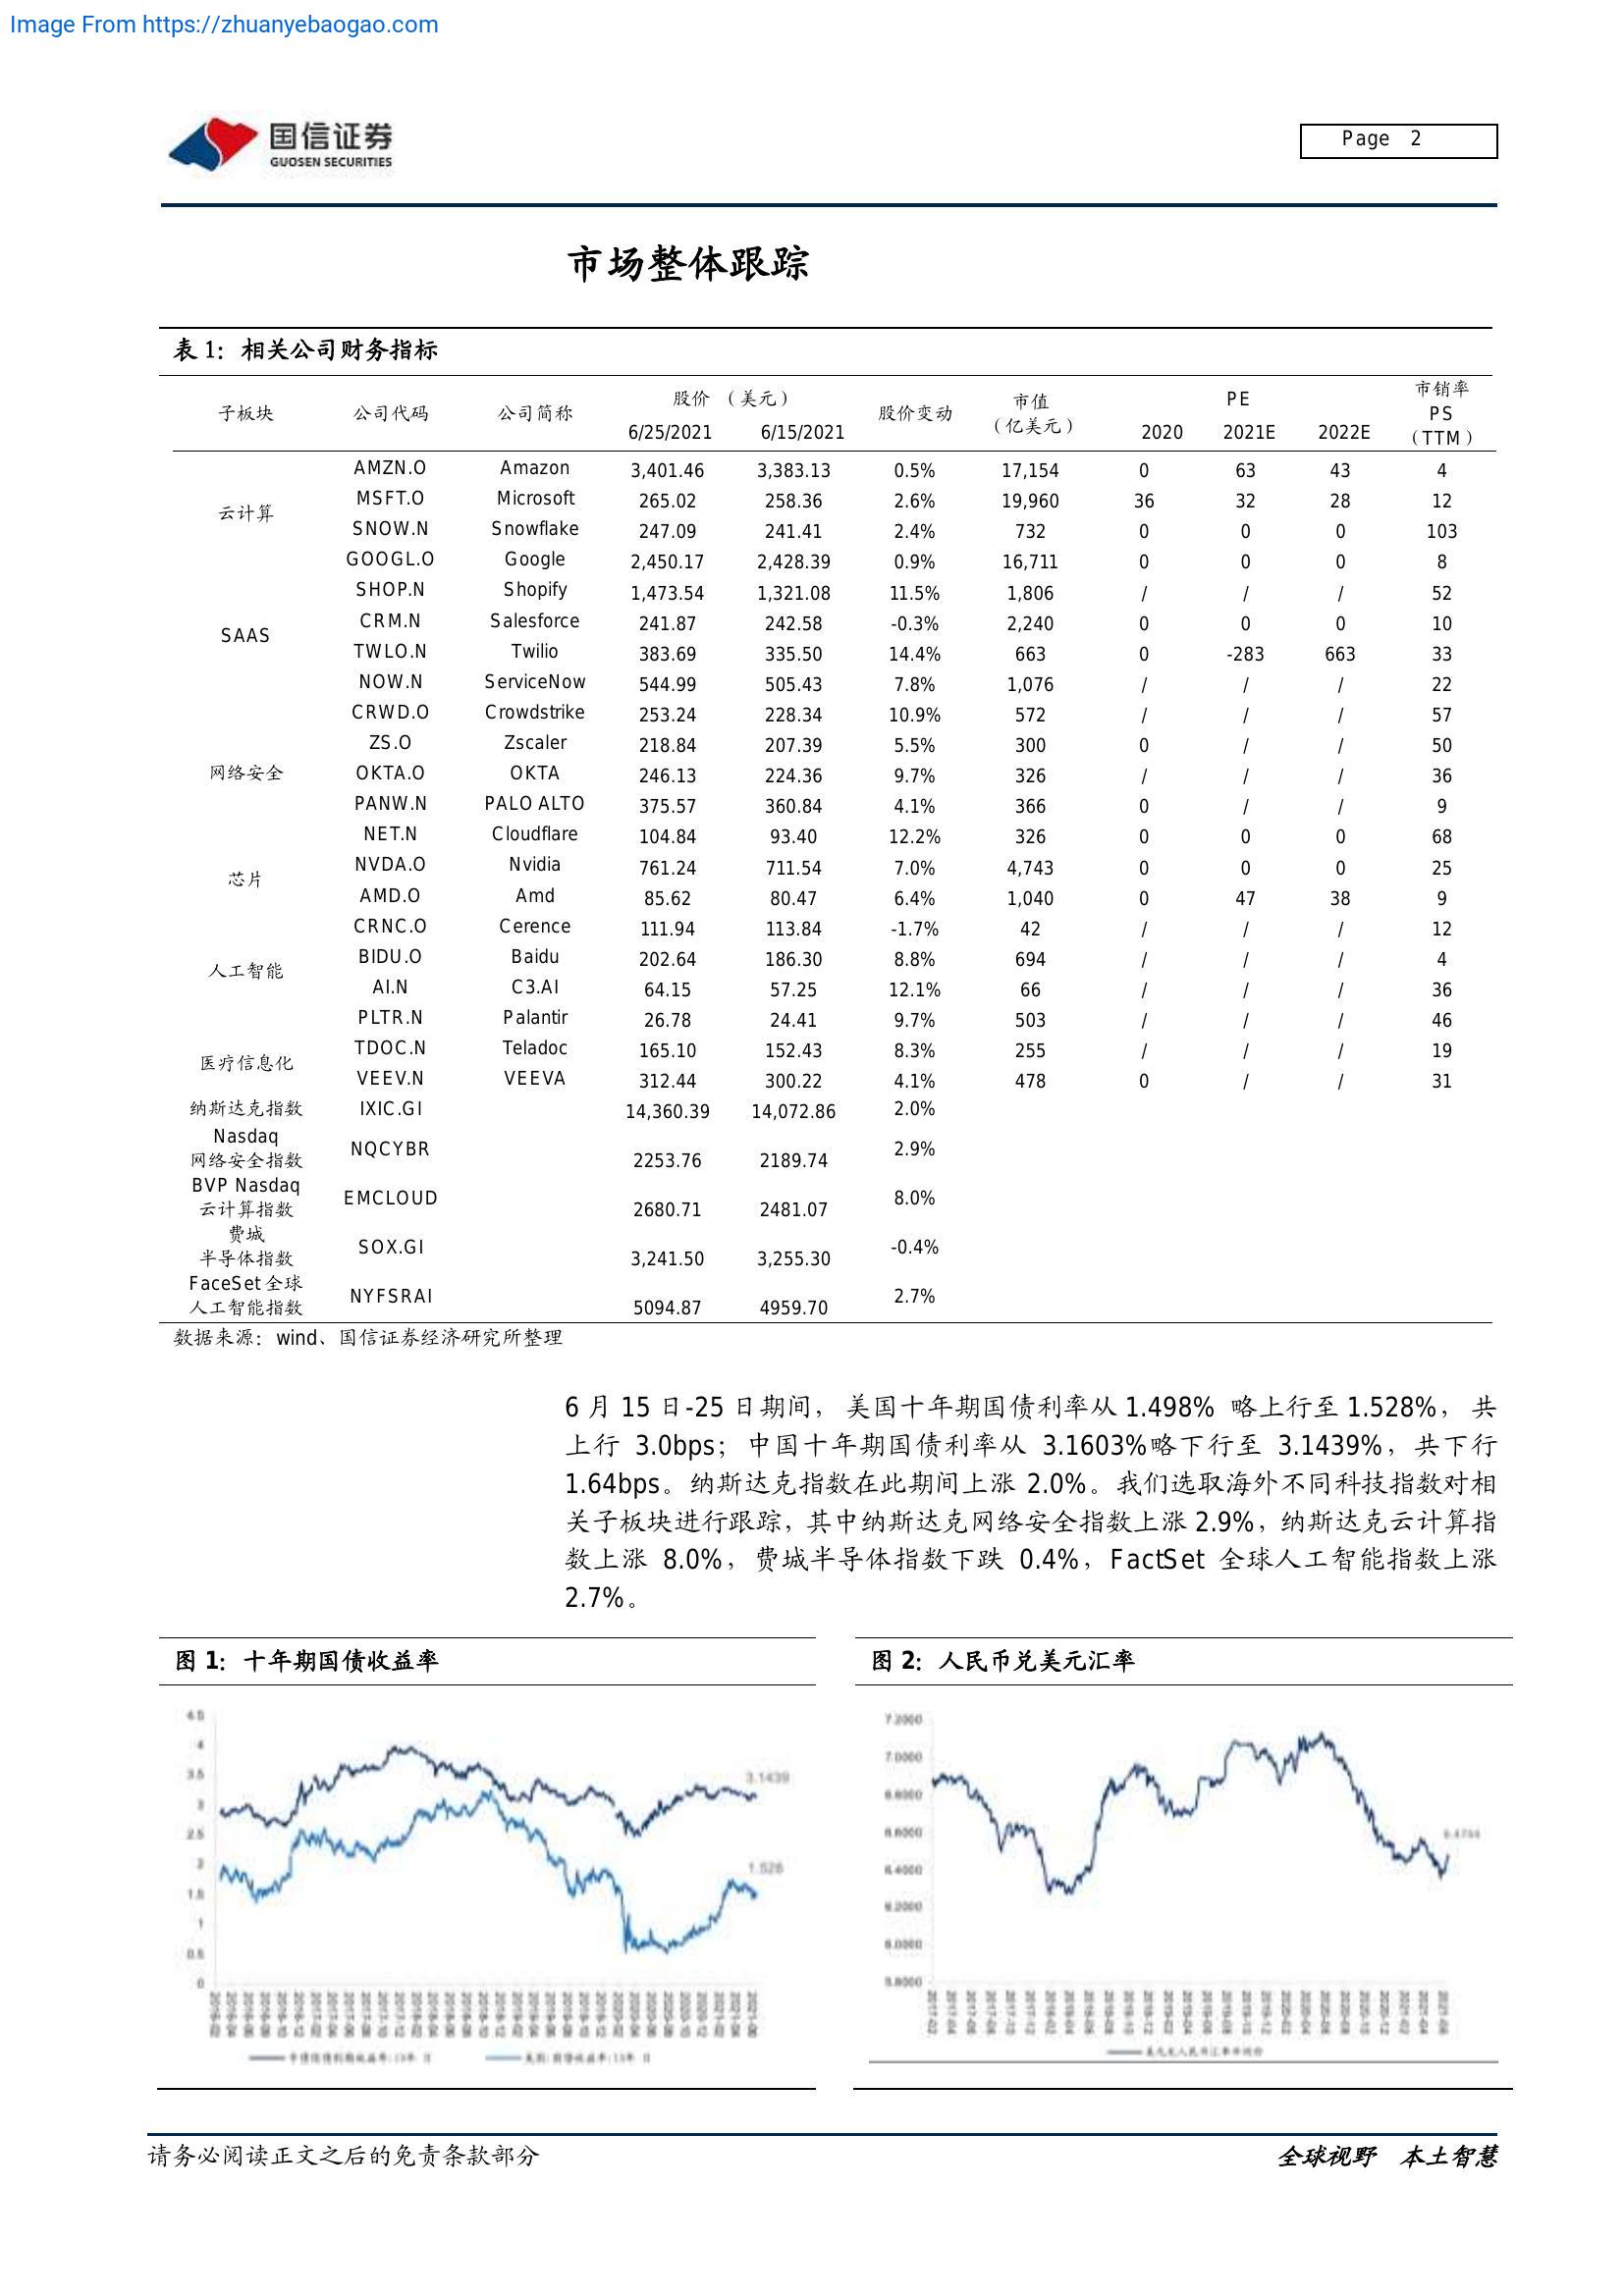 Image From https://zhuanyebaogao.com
国信证券
GUOSEN SECURITIES
Page 2
市场整体跟踪
表 1：相关公司财务指标
子板块 公司代码 公司简称 股价 （美元） 股价变动 市值（亿美元） PE 市销率 PS（TTM）
6/25/2021 6/15/2021 2020 2021E 2022E
云计算
AMZN.O Amazon 3,401.46 3,383.13 0.5% 17,154 0 63 43 4
MSFT.O Microsoft 265.02 258.36 2.6% 19,960 36 32 28 12
SNOW.N Snowflake 247.09 241.41 2.4% 732 0 0 0 103
GOOGL.O Google 2,450.17 2,428.39 0.9% 16,711 0 0 0 8
SAAS
SHOP.N Shopify 1,473.54 1,321.08 11.5% 1,806 / / / 52
CRM.N Salesforce 241.87 242.58 -0.3% 2,240 0 0 0 10
TWLO.N Twilio 383.69 335.50 14.4% 663 0 -283 663 33
NOW.N ServiceNow 544.99 505.43 7.8% 1,076 / / / 22
网络安全
CRWD.O Crowdstrike 253.24 228.34 10.9% 572 / / / 57
ZS.O Zscaler 218.84 207.39 5.5% 300 0 / / 50
OKTA.O OKTA 246.13 224.36 9.7% 326 / / / 36
PANW.N PALO ALTO 375.57 360.84 4.1% 366 0 / / 9
NET.N Cloudflare 104.84 93.40 12.2% 326 0 0 0 68
芯片
NVDA.O Nvidia 761.24 711.54 7.0% 4,743 0 0 0 25
AMD.O Amd 85.62 80.47 6.4% 1,040 0 47 38 9
人工智能
CRNC.O Cerence 111.94 113.84 -1.7% 42 / / / 12
BIDU.O Baidu 202.64 186.30 8.8% 694 / / / 4
AI.N C3.AI 64.15 57.25 12.1% 66 / / / 36
PLTR.N Palantir 26.78 24.41 9.7% 503 / / / 46
医疗信息化
TDOC.N Teladoc 165.10 152.43 8.3% 255 / / / 19
VEEV.N VEEVA 312.44 300.22 4.1% 478 0 / / 31
纳斯达克指数 IXIC.GI 14,360.39 14,072.86 2.0%
Nasdaq
网络安全指数 NQCYBR 2253.76 2189.74 2.9%
BVP Nasdaq
云计算指数 EMCLOUD 2680.71 2481.07 8.0%
费城
半导体指数 SOX.GI 3,241.50 3,255.30 -0.4%
FaceSet 全球
人工智能指数 NYFSRAI 5094.87 4959.70 2.7%
数据来源：wind、国信证券经济研究所整理
6 月 15 日-25 日期间， 美国十年期国债利率从 1.498% 略上行至 1.528%， 共
上行 3.0bps；中国十年期国债利率从 3.1603%略下行至 3.1439%，共下行
1.64bps。纳斯达克指数在此期间上涨 2.0%。我们选取海外不同科技指数对相
关子板块进行跟踪，其中纳斯达克网络安全指数上涨 2.9%，纳斯达克云计算指
数上涨 8.0%，费城半导体指数下跌 0.4%，FactSet 全球人工智能指数上涨
2.7%。
图 1：十年期国债收益率
4.5
4
3.5
3
2.5
2
1.5
1
0.5
0
3.1439
1.528
图 2：人民币兑美元汇率
7.2000
7.0000
6.8000
6.6000
6.4000
6.2000
6.0000
5.8000
请务必阅读正文之后的免责条款部分
全球视野 本土智慧